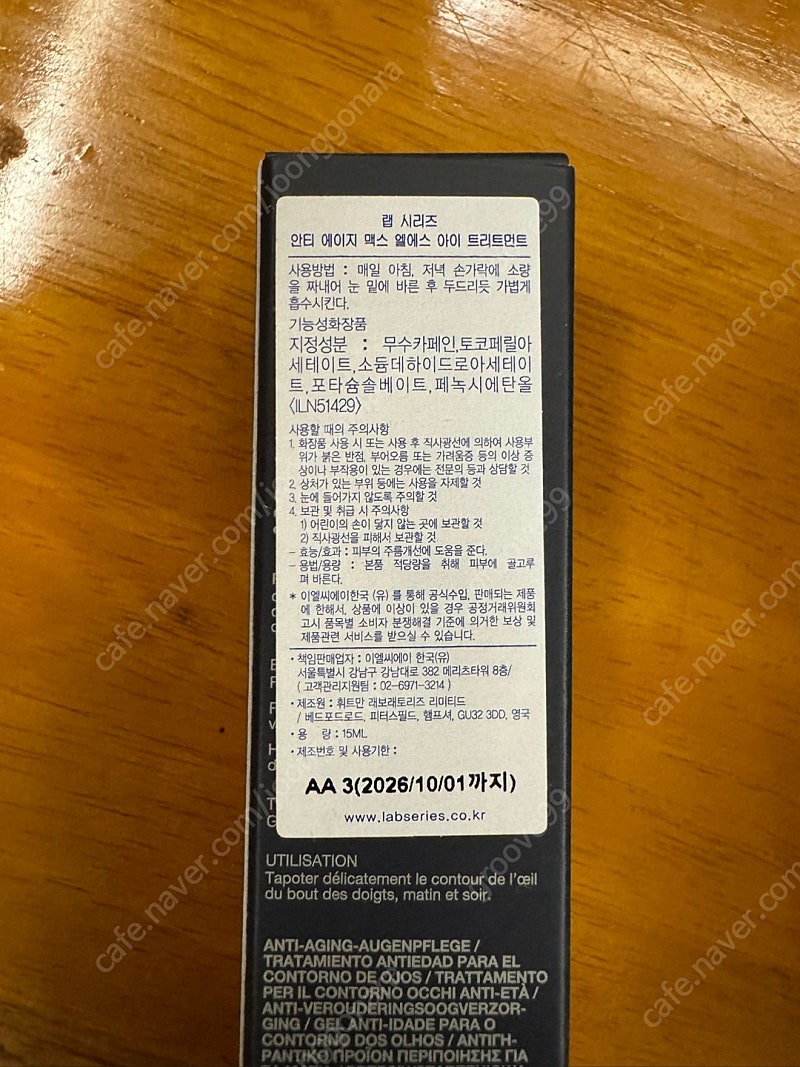 랩 시리즈
안티 에이지 맥스 엘에스 아이 트리트먼트
사용방법 : 매일 아침, 저녁 손가락에 소량
을 짜내어 눈 밑에 바른 후 두드리듯 가볍게
흡수시킨다.
기능성화장품
지정성분 : 무수카페인,토코페릴아
세테이트,소듐데하이드로아세테이
트,포타슘솔베이트,페녹시에탄올
<ILN51429>
사용할 때의 주의사항
1. 화장품 사용 시 또는 사용 후 직사광선에 의하여 사용부
위가 붉은 반점, 부어오름 또는 가려움증 등의 이상 증
상이나 부작용이 있는 경우에는 전문의 등과 상담할 것
2. 상처가 있는 부위 등에는 사용을 자제할 것
3. 눈에 들어가지 않도록 주의할 것
4. 보관 및 취급 시 주의사항
1) 어린이의 손이 닿지 않는 곳에 보관할 것
2) 직사광선을 피해서 보관할 것
- 효능/효과 : 피부의 주름개선에 도움을 준다.
- 용법/용량 : 본품 적당량을 취해 피부에 골고루
펴 바른다.
* 이엘씨에이한국 (유) 를 통해 공식수입, 판매되는 제품
에 한해서, 상품에 이상이 있을 경우 공정거래위원회
고시 품목별 소비자 분쟁해결 기준에 의거한 보상 및
제품관련 서비스를 받으실 수 있습니다.
• 책임판매업자 : 이엘씨에이 한국(유)
서울특별시 강남구 강남대로 382 메리츠타워 8층/
( 고객관리지원팀 : 02-6971-3214 )
• 제조원 : 휘트만 래보래토리즈 리미티드
/ 베드포드로드, 피터스필드, 햄프셔, GU32 3DD, 영국
• 용 량 : 15ML
• 제조번호 및 사용기한 :
AA 3(2026/10/01까지)
www.labseries.co.kr
UTILISATION
Tapoter délicatement le contour de l'œil
du bout des doigts, matin et soir.
ANTI-AGING-AUGENPFLEGE /
TRATAMIENTO ANTIEDAD PARA EL
CONTORNO DE OJOS / TRATTAMENTO
PER IL CONTORNO OCCHI ANTI-ETÀ /
ANTI-VEROUDERINGSOOGVERZOR-
GING / GEL ANTI-IDADE PARA O
CONTORNO DOS OLHOS / ΑΝΤΙΓΗ-
ΡΑΝΤΙΚΟ ΠΡΟΪΟΝ ΠΕΡΙΠΟΙΗΣΗΣ ΓΙΑ
cafe.naver.com/joonggonara